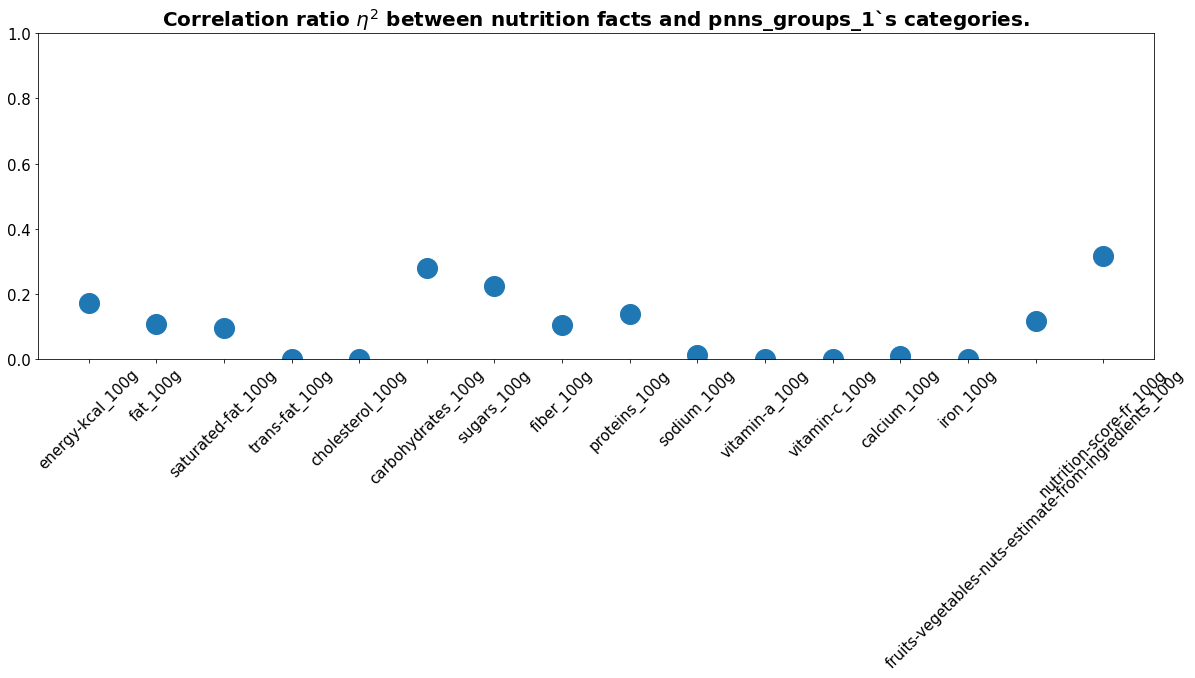 Correlation ratio η² between nutrition facts and pnns_groups_1`s categories.
1.0
0.8
0.6
0.4
0.2
0.0
energy-kcal_100g
fat_100g
saturated-fat_100g
trans-fat_100g
cholesterol_100g
carbohydrates_100g
sugars_100g
fiber_100g
proteins_100g
sodium_100g
vitamin-a_100g
vitamin-c_100g
calcium_100g
iron_100g
fruits-vegetables-nuts-estimate-from-ingredients_100g
nutrition-score-fr_100g